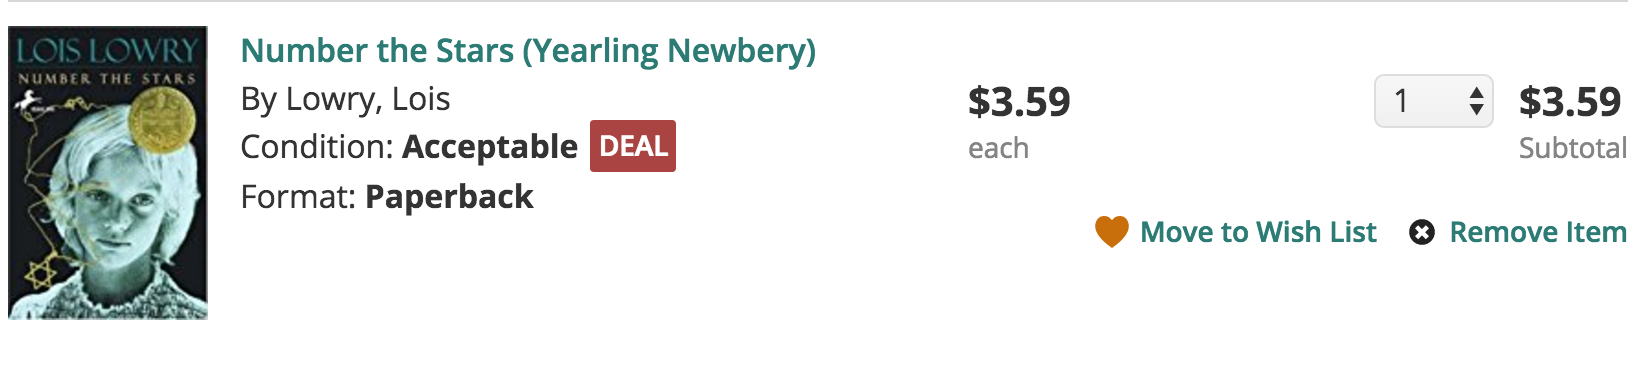 LOIS LOWRY
NUMBER THE STARS
Number the Stars (Yearling Newbery)
By Lowry, Lois
Condition: Acceptable DEAL
Format: Paperback
$3.59
each
1
$3.59
Subtotal
Move to Wish List
Remove Item